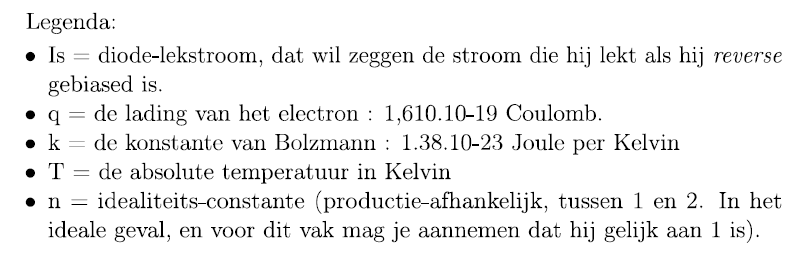 Legenda:
• Is = diode-lekstroom, dat wil zeggen de stroom die hij lekt als hij reverse
gebiased is.
• q = de lading van het electron : 1,610.10-19 Coulomb.
• k = de konstante van Bolzmann : 1.38.10-23 Joule per Kelvin
• T = de absolute temperatuur in Kelvin
• n = idealiteits-constante (productie-afhankelijk, tussen 1 en 2. In het
ideale geval, en voor dit vak mag je aannemen dat hij gelijk aan 1 is).